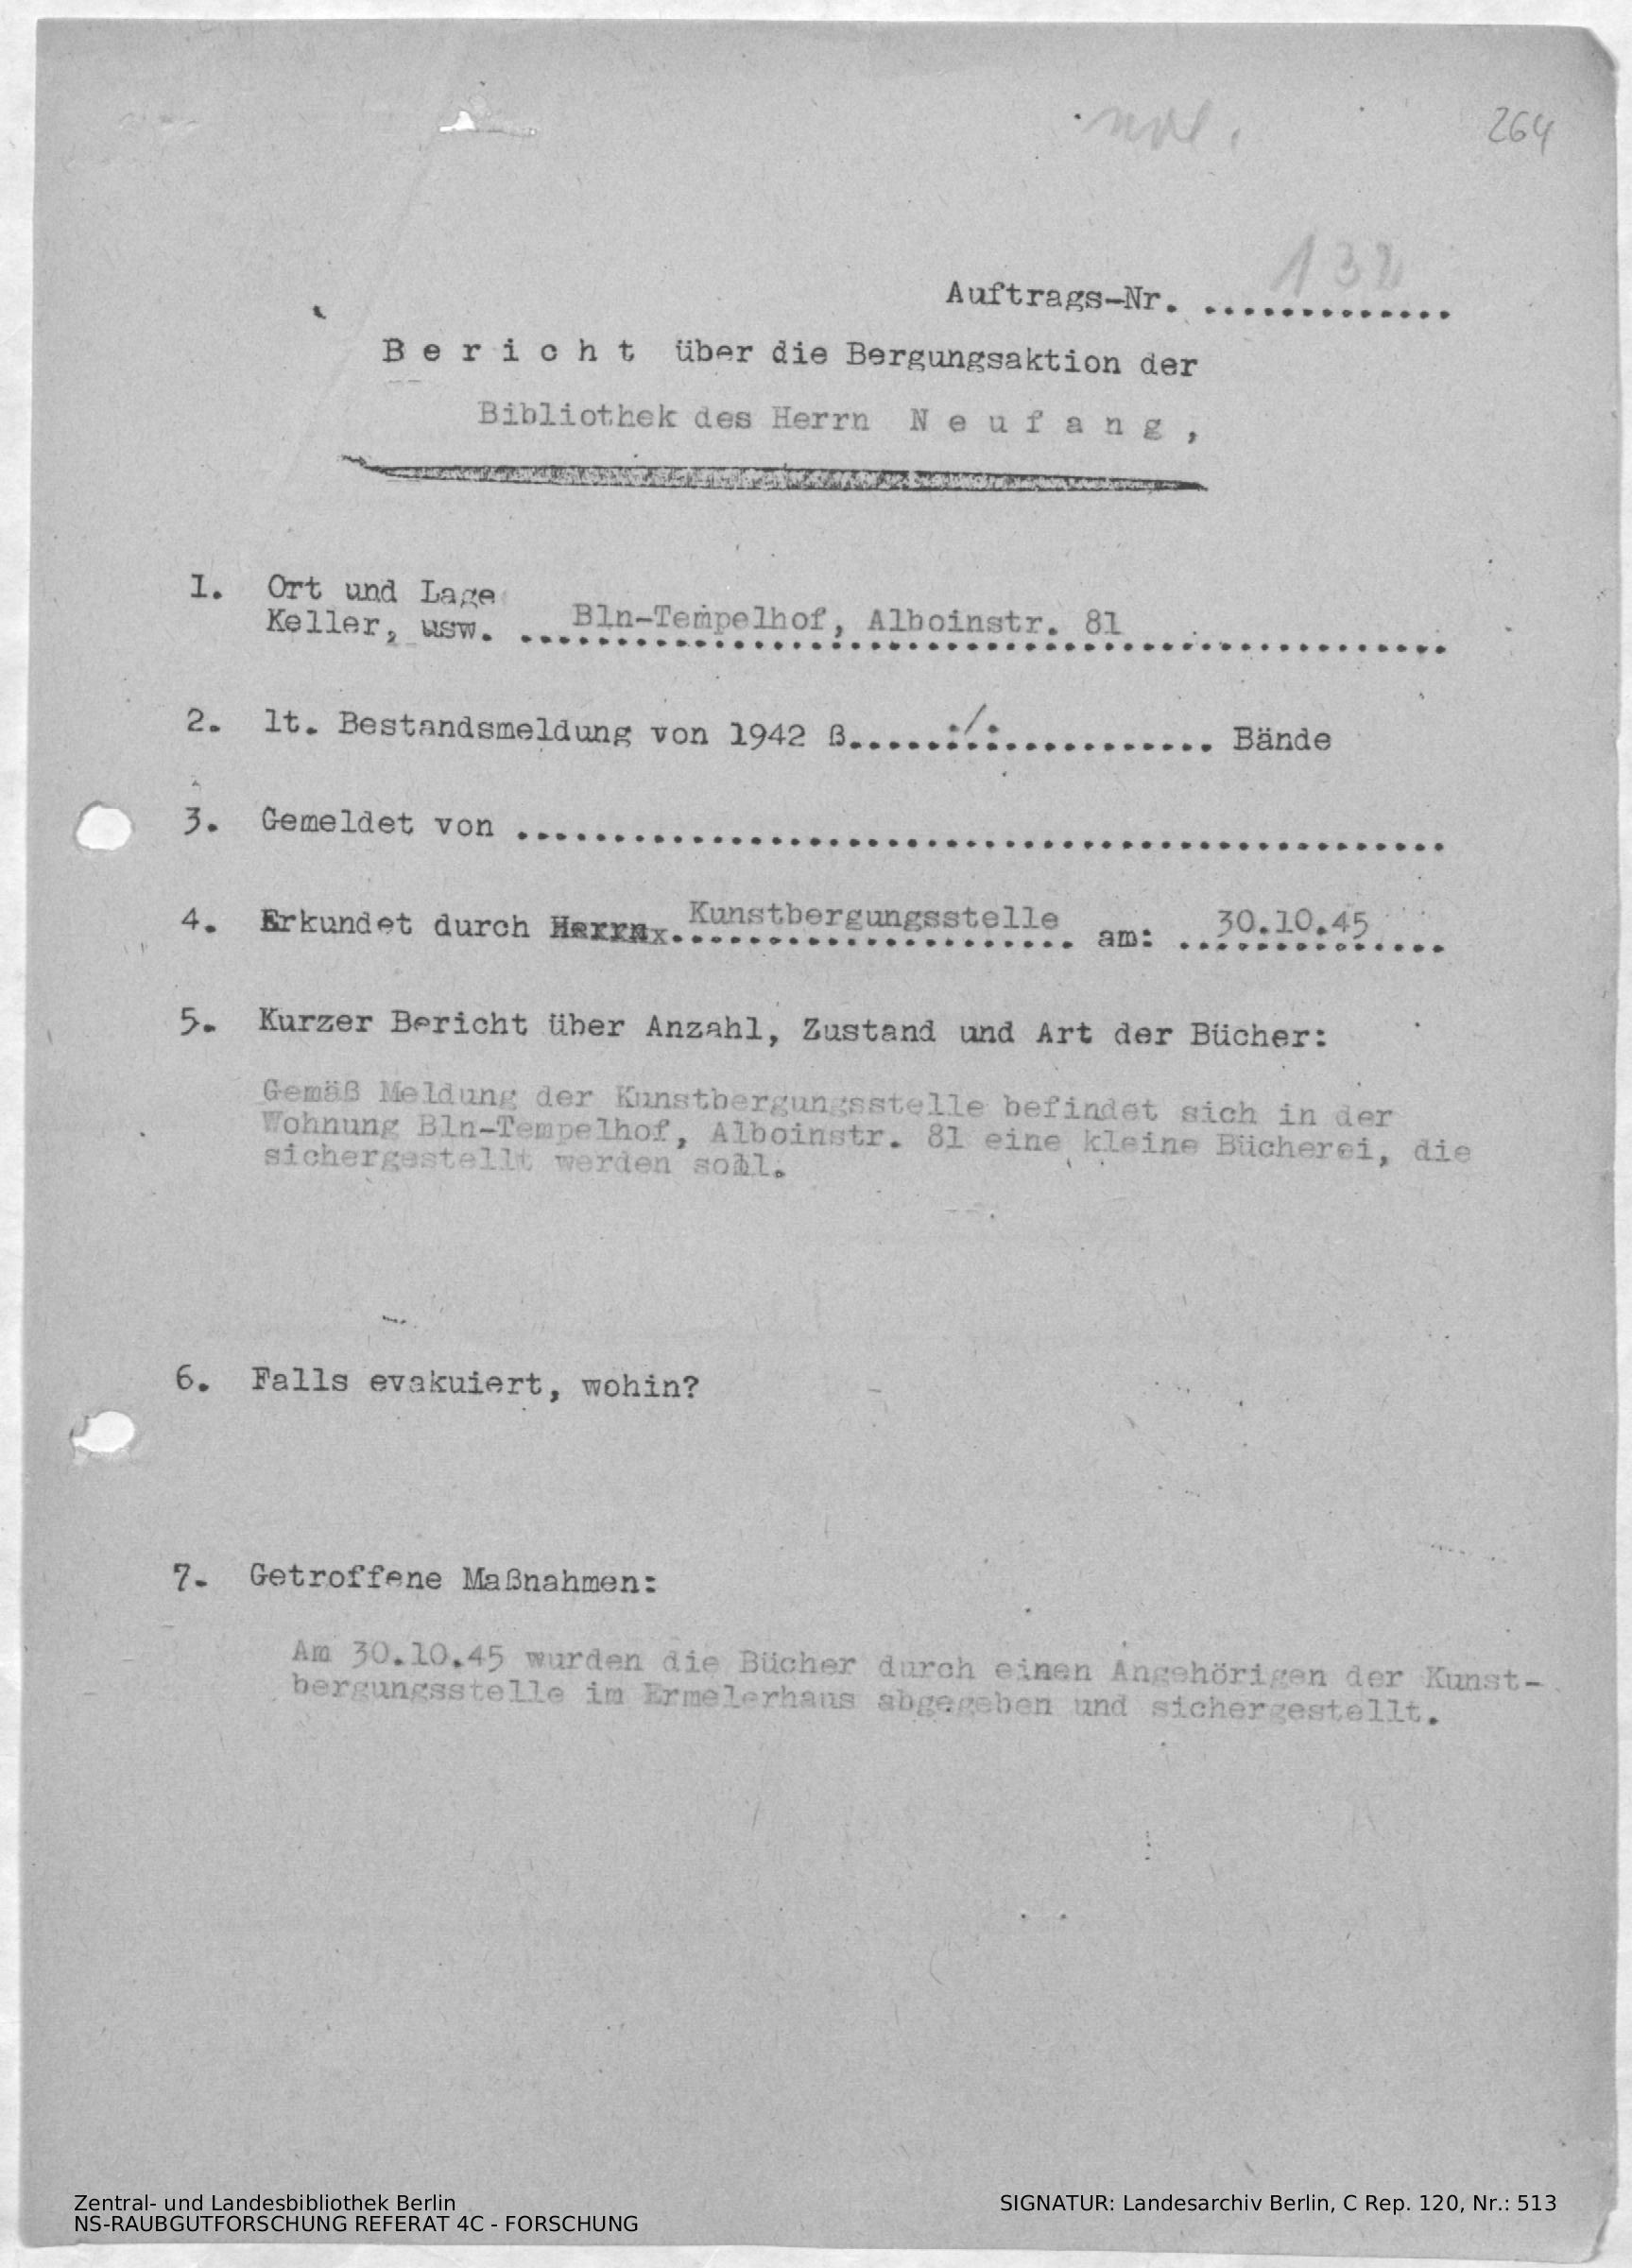 264
Auftrags-Nr. .............
B e r i c h t über die Bergungsaktion der
Bibliothek des Herrn N e u f a n g ,
1. Ort und Lage
Keller, usw. Bln-Tempelhof, Alboinstr. 81
2. lt. Bestandsmeldung von 1942 ß......./............ Bände
3. Gemeldet von ................................................
4. Erkundet durch Herrn Kunstbergungsstelle am: 30.10.45
5. Kurzer Bericht über Anzahl, Zustand und Art der Bücher:
Gemäß Meldung der Kunstbergungsstelle befindet sich in der
Wohnung Bln-Tempelhof, Alboinstr. 81 eine kleine Bücherei, die
sichergestellt werden soll.
6. Falls evakuiert, wohin?
7. Getroffene Maßnahmen:
Am 30.10.45 wurden die Bücher durch einen Angehörigen der Kunst-
bergungsstelle im Ermelerhaus abgegeben und sichergestellt.
Zentral- und Landesbibliothek Berlin
NS-RAUBGUTFORSCHUNG REFERAT 4C - FORSCHUNG
SIGNATUR: Landesarchiv Berlin, C Rep. 120, Nr.: 513